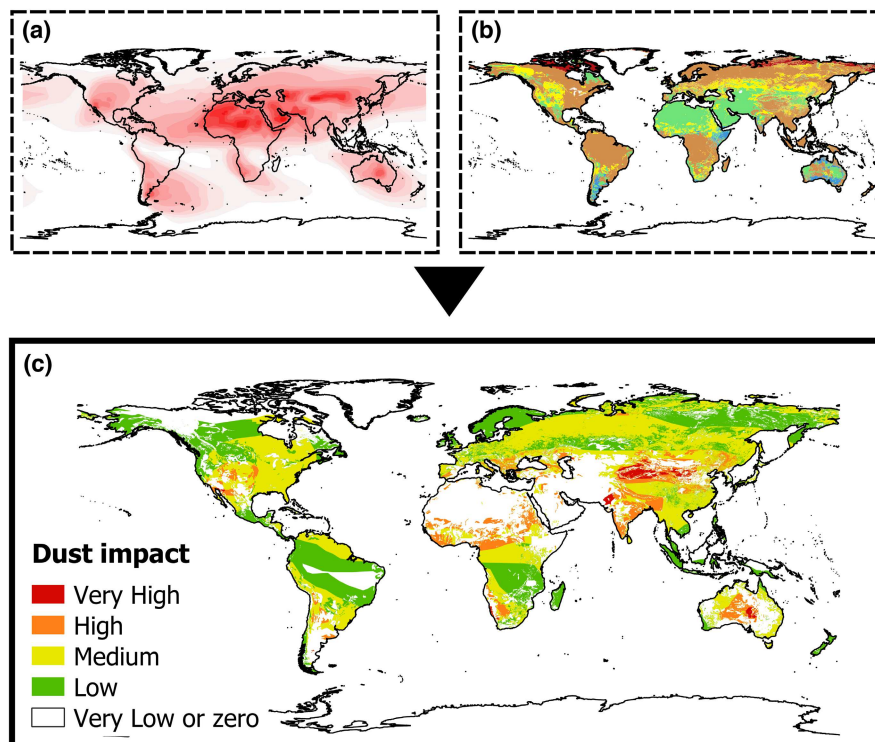 (a)
(b)
(c)
Dust impact
Very High
High
Medium
Low
Very Low or zero